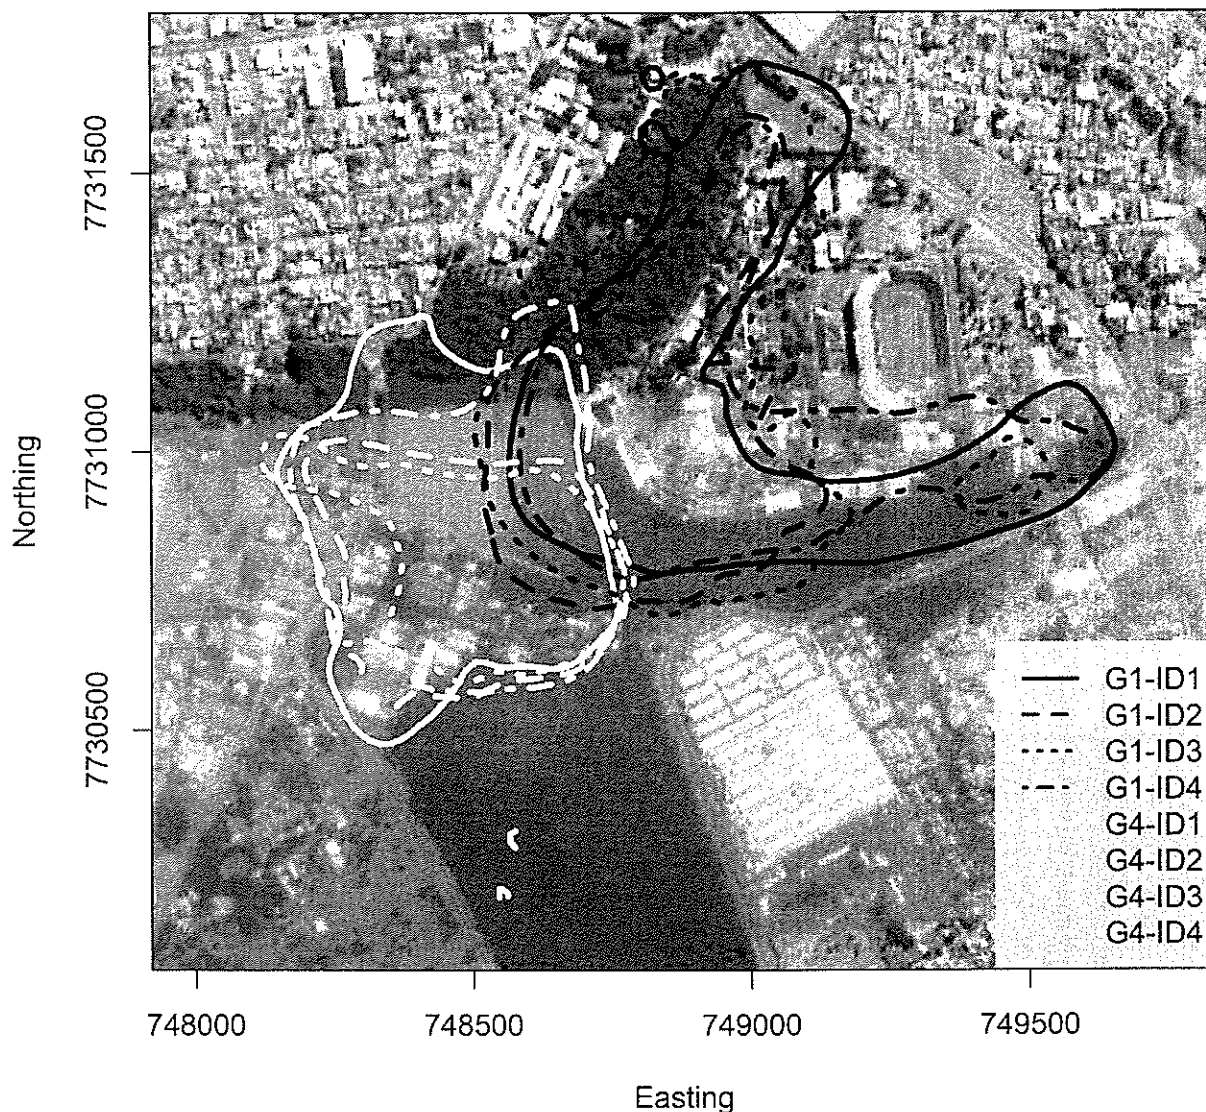 7731500
7731000
7730500
Northing
G1-ID1
G1-ID2
G1-ID3
G1-ID4
G4-ID1
G4-ID2
G4-ID3
G4-ID4
748000
748500
749000
749500
Easting